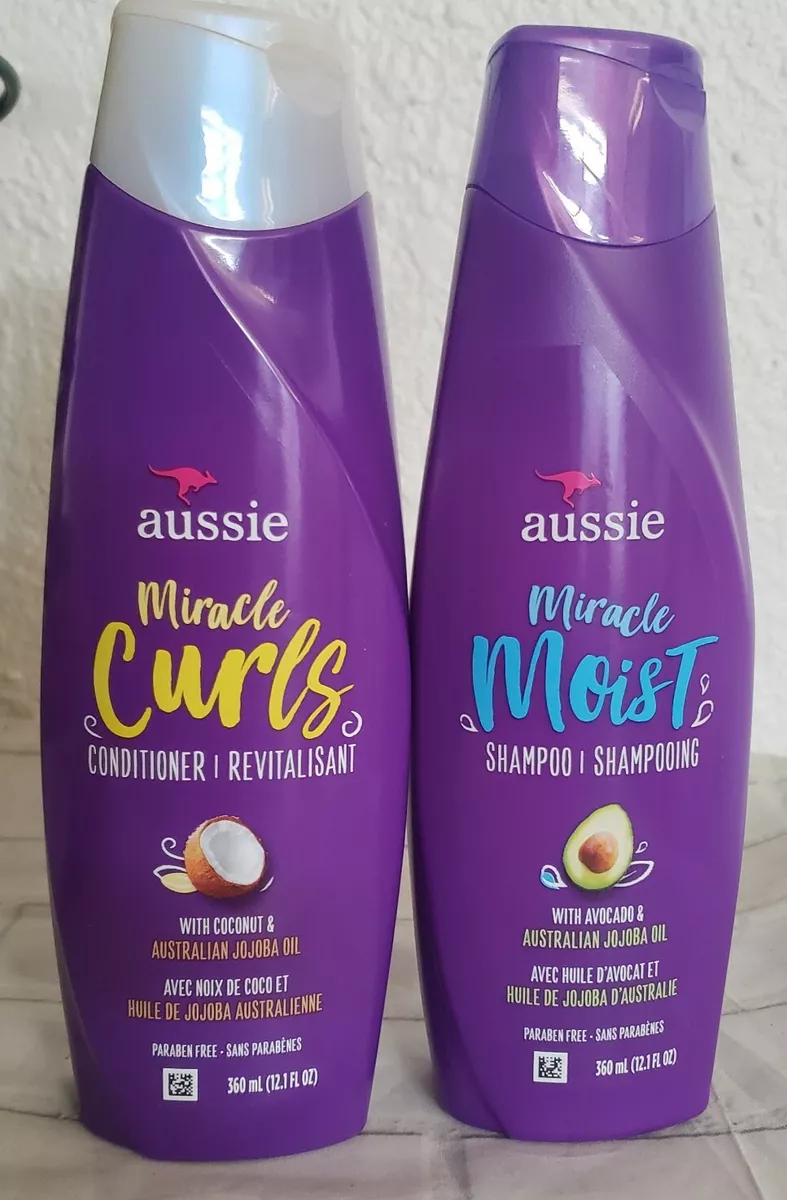 aussie
Miracle
Curls
CONDITIONER | REVITALISANT
WITH COCONUT &
AUSTRALIAN JOJOBA OIL
AVEC NOIX DE COCO ET
HUILE DE JOJOBA AUSTRALIENNE
PARABEN FREE - SANS PARABÈNES
360 mL (12.1 FL OZ)
aussie
Miracle
Moist
SHAMPOO | SHAMPOOING
WITH AVOCADO &
AUSTRALIAN JOJOBA OIL
AVEC HUILE D'AVOCAT ET
HUILE DE JOJOBA D'AUSTRALIE
PARABEN FREE - SANS PARABÈNES
360 mL (12.1 FL OZ)